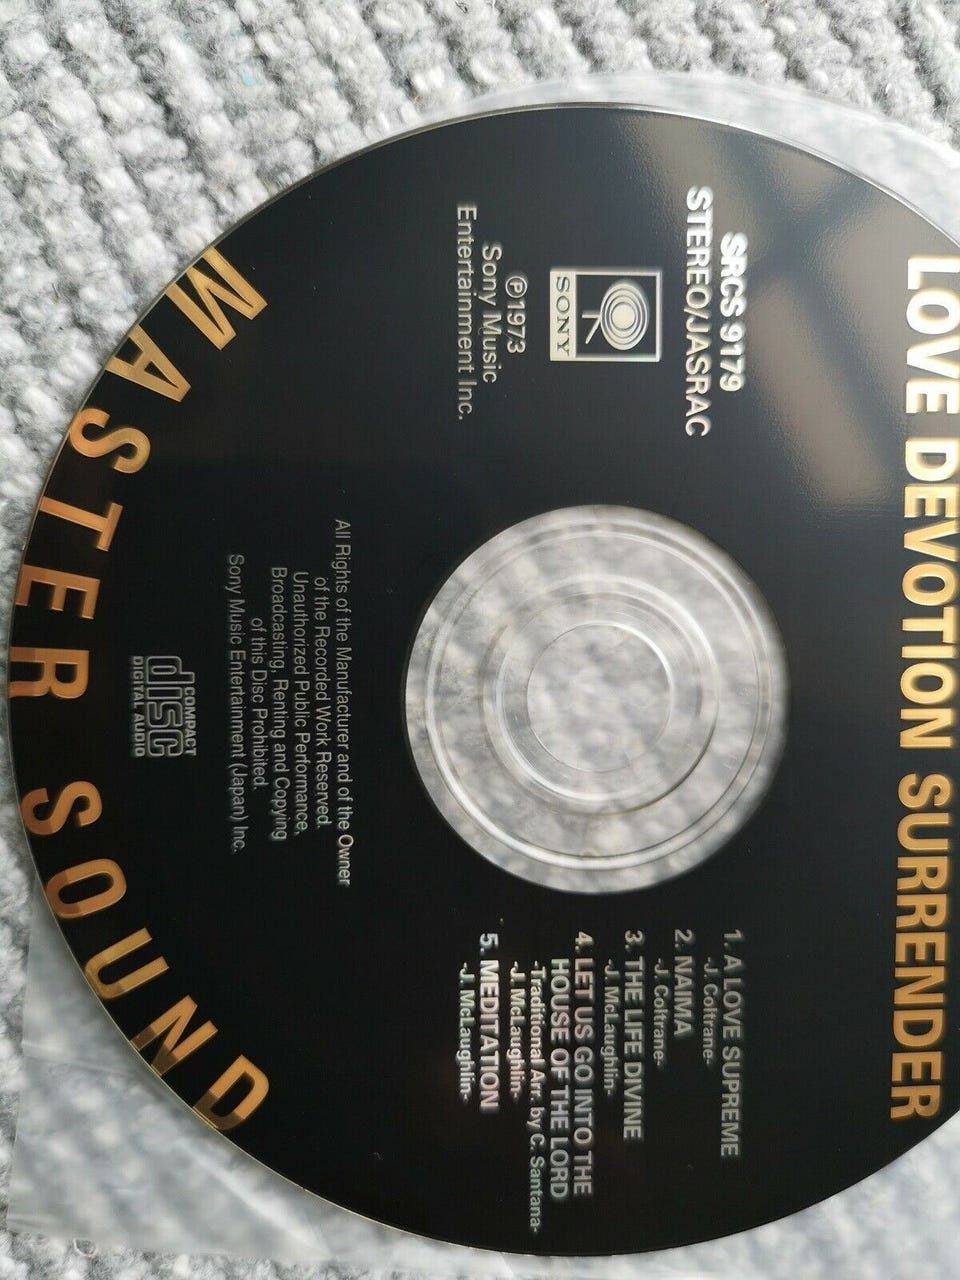 LOVE DEVOTION SURRENDER
SRCS 9179
STEREO/JASRAC
SONY
Ⓟ1973
Sony Music
Entertainment Inc.
1. A LOVE SUPREME
-J. Coltrane-
2. NAIMA
-J. Coltrane-
3. THE LIFE DIVINE
-J. McLaughlin-
4. LET US GO INTO THE
HOUSE OF THE LORD
-Traditional Arr. by C. Santana-
-J. McLaughlin-
5. MEDITATION
-J. McLaughlin-
All Rights of the Manufacturer and of the Owner
of the Recorded Work Reserved.
Unauthorized Public Performance,
Broadcasting, Renting and Copying
of this Disc Prohibited.
Sony Music Entertainment (Japan) Inc.
COMPACT
disc
DIGITAL AUDIO
MASTER SOUND